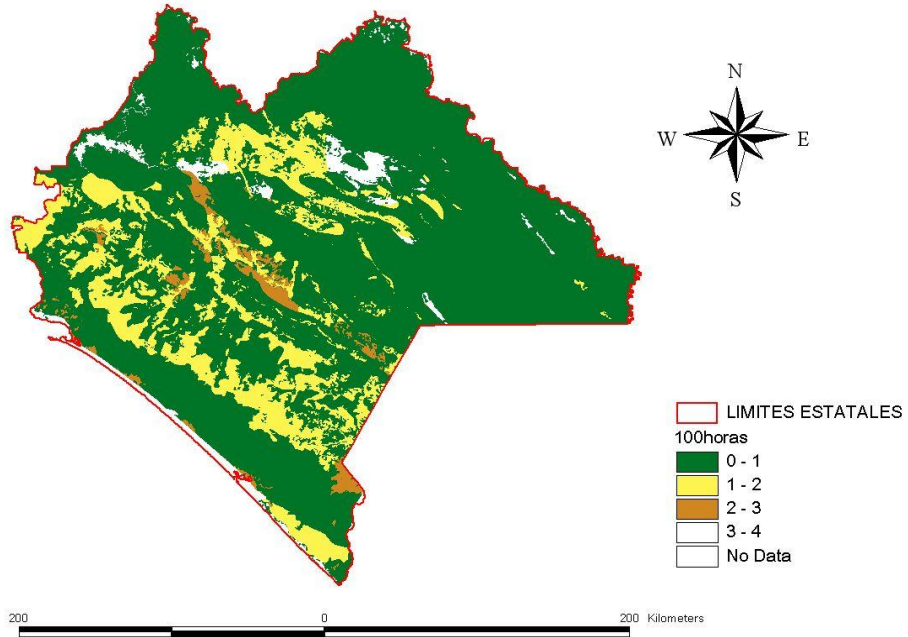 N
W
E
S
LIMITES ESTATALES
100horas
0 - 1
1 - 2
2 - 3
3 - 4
No Data
200
0
200 Kilometers